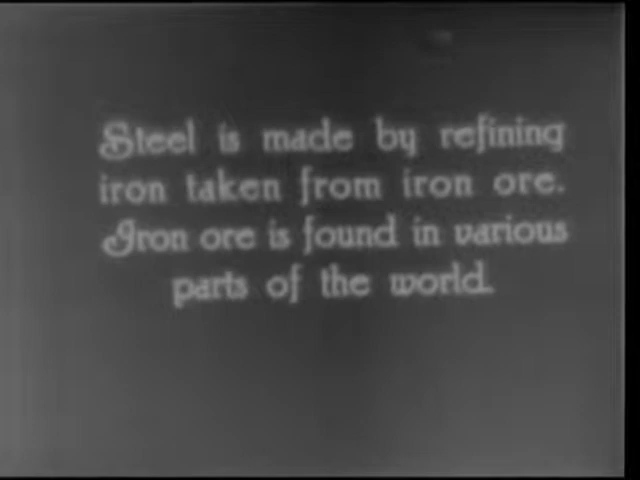 Steel is made by refining
iron taken from iron ore.
Iron ore is found in various
parts of the world.